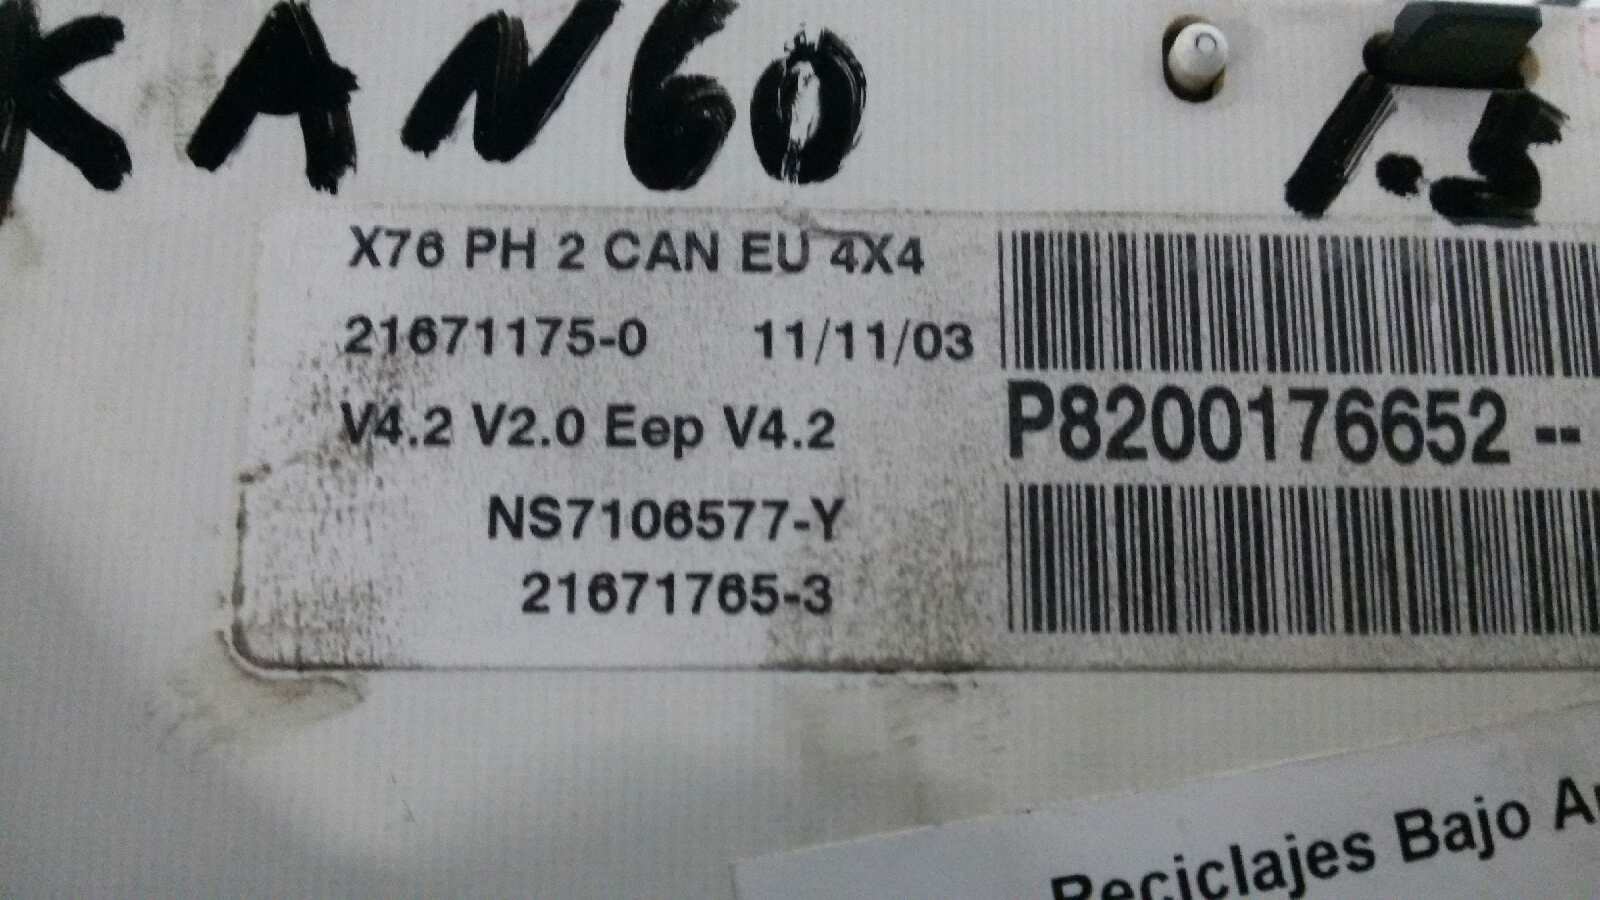 KANGO 1.5
X76 PH 2 CAN EU 4X4
21671175-0 11/11/03
V4.2 V2.0 Eep V4.2
P8200176652--
NS7106577-Y
21671765-3
Reciclajes Bajo